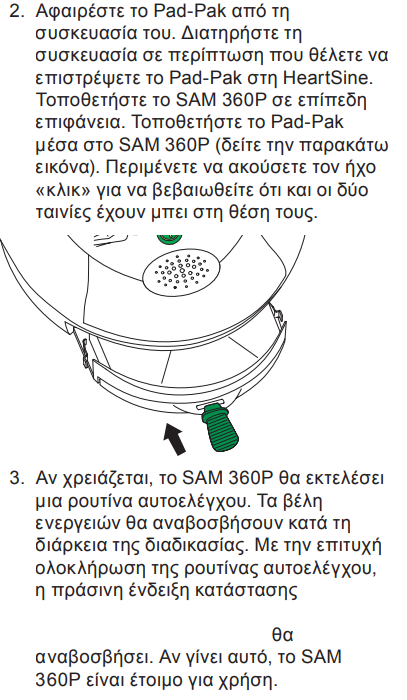 2. Αφαιρέστε το Pad-Pak από τη
συσκευασία του. Διατηρήστε τη
συσκευασία σε περίπτωση που θέλετε να
επιστρέψετε το Pad-Pak στη HeartSine.
Τοποθετήστε το SAM 360P σε επίπεδη
επιφάνεια. Τοποθετήστε το Pad-Pak
μέσα στο SAM 360P (δείτε την παρακάτω
εικόνα). Περιμένετε να ακούσετε τον ήχο
«κλικ» για να βεβαιωθείτε ότι και οι δύο
ταινίες έχουν μπει στη θέση τους.
3. Αν χρειάζεται, το SAM 360P θα εκτελέσει
μια ρουτίνα αυτοελέγχου. Τα βέλη
ενεργειών θα αναβοσβήσουν κατά τη
διάρκεια της διαδικασίας. Με την επιτυχή
ολοκλήρωση της ρουτίνας αυτοελέγχου,
η πράσινη ένδειξη κατάστασης
θα
αναβοσβήσει. Αν γίνει αυτό, το SAM
360P είναι έτοιμο για χρήση.